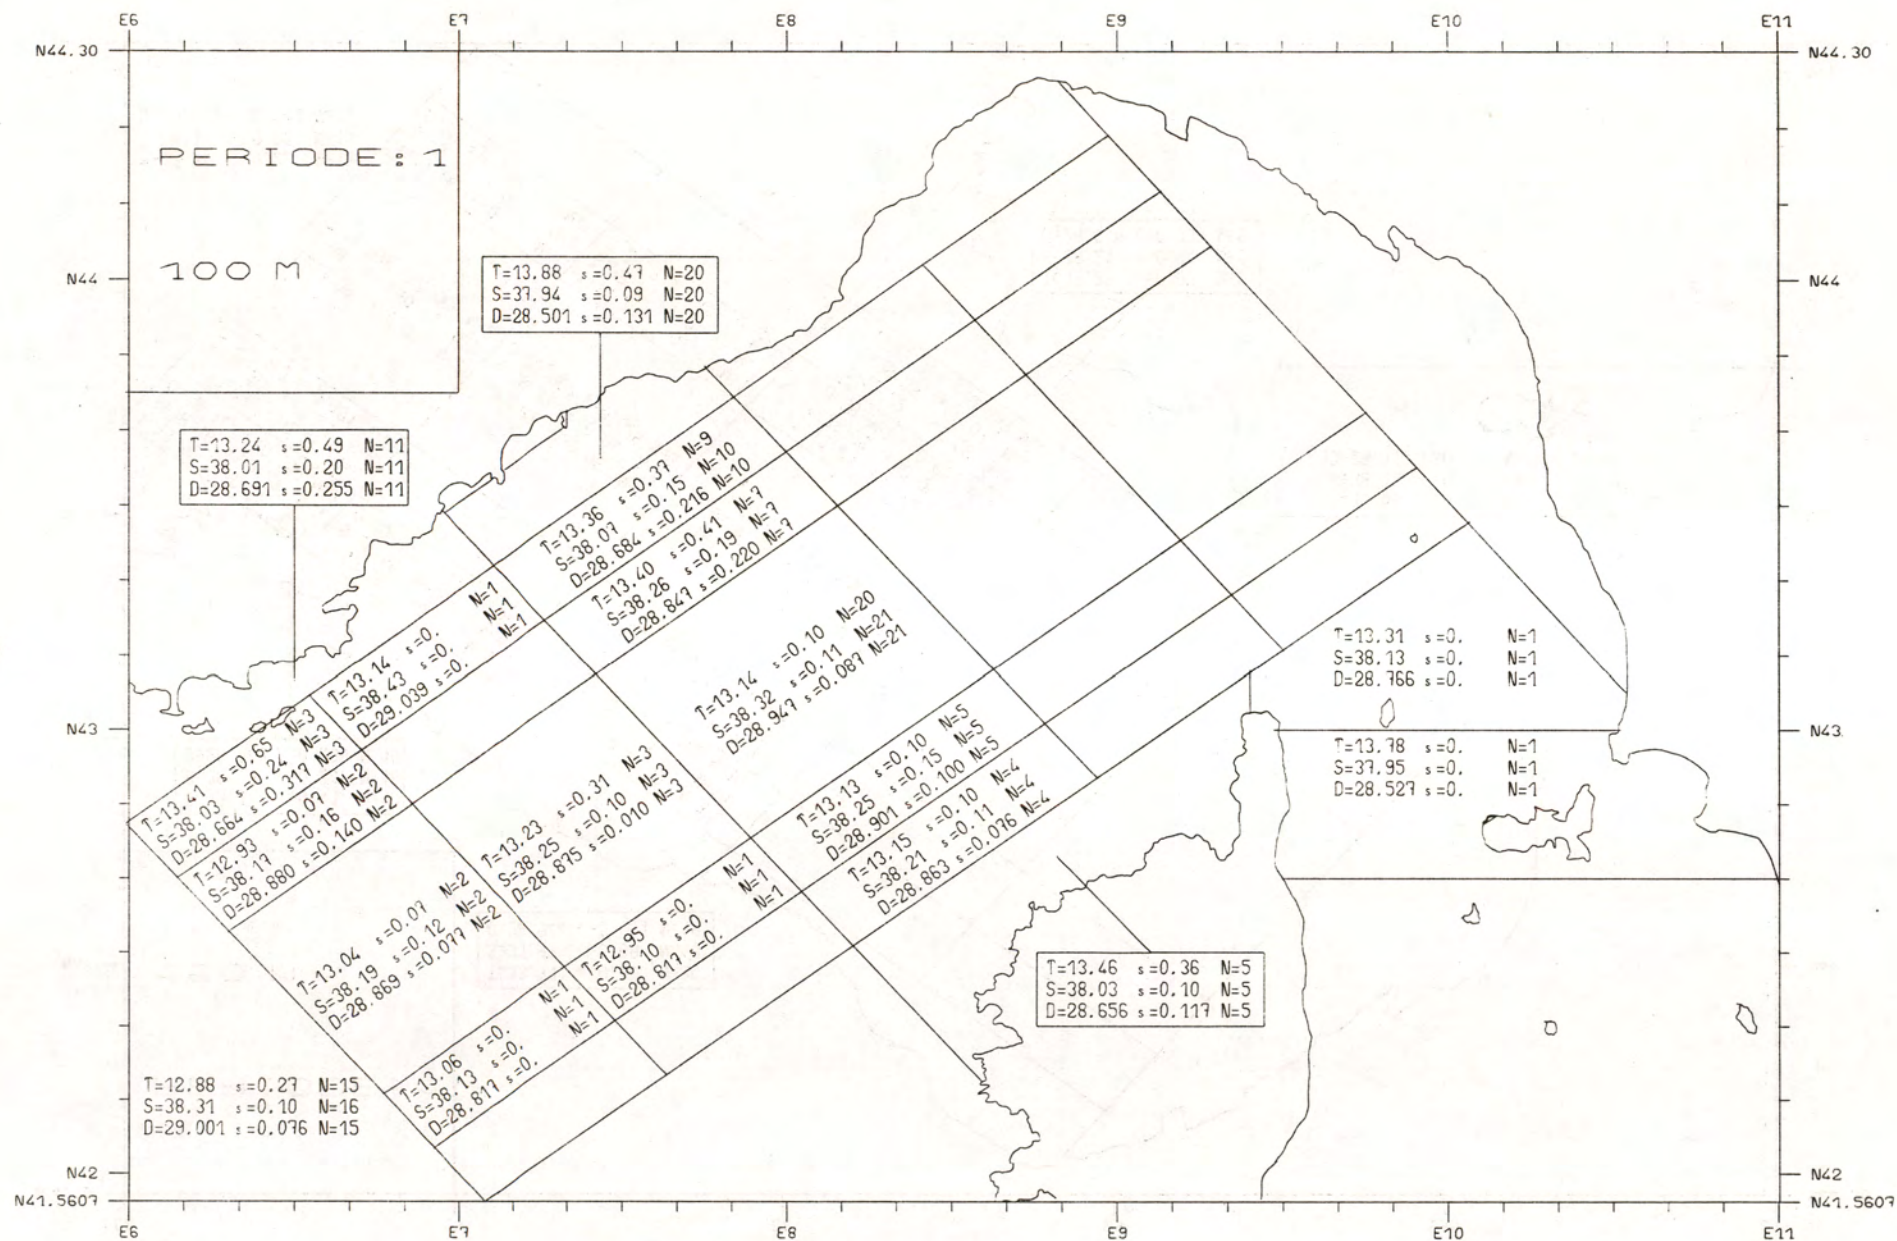 E6 E7 E8 E9 E10 E11
N44.30 N44.30
PERIODE:1
100 M
T=13.88 s=0.47 N=20
S=37.94 s=0.09 N=20
D=28.501 s=0.131 N=20
N44 N44
T=13.24 s=0.49 N=11
S=38.01 s=0.20 N=11
D=28.691 s=0.255 N=11
T=13.36 s=0.37 N=9
S=38.07 s=0.15 N=10
D=28.684 s=0.216 N=10
T=13.40 s=0.41 N=7
S=38.26 s=0.19 N=7
D=28.847 s=0.220 N=7
T=13.14 s=0. N=1
S=38.43 s=0. N=1
D=29.039 s=0. N=1
T=13.14 s=0.10 N=20
S=38.32 s=0.11 N=21
D=28.947 s=0.087 N=21
T=13.31 s=0. N=1
S=38.13 s=0. N=1
D=28.766 s=0. N=1
N43 N43
T=13.78 s=0. N=1
S=37.95 s=0. N=1
D=28.527 s=0. N=1
T=13.41 s=0.65 N=3
S=38.03 s=0.24 N=3
D=28.664 s=0.317 N=3
T=12.93 s=0.07 N=2
S=38.17 s=0.16 N=2
D=28.880 s=0.140 N=2
T=13.23 s=0.31 N=3
S=38.25 s=0.10 N=3
D=28.875 s=0.010 N=3
T=13.13 s=0.10 N=5
S=38.25 s=0.15 N=5
D=28.901 s=0.100 N=5
T=13.15 s=0.10 N=4
S=38.21 s=0.11 N=4
D=28.863 s=0.076 N=4
T=13.04 s=0.07 N=2
S=38.19 s=0.12 N=2
D=28.869 s=0.077 N=2
T=12.95 s=0. N=1
S=38.10 s=0. N=1
D=28.817 s=0. N=1
T=13.46 s=0.36 N=5
S=38.03 s=0.10 N=5
D=28.656 s=0.117 N=5
T=13.06 s=0. N=1
S=38.13 s=0. N=1
D=28.817 s=0. N=1
T=12.88 s=0.27 N=15
S=38.31 s=0.10 N=16
D=29.001 s=0.076 N=15
N42 N42
N41.5607 N41.5607
E6 E7 E8 E9 E10 E11